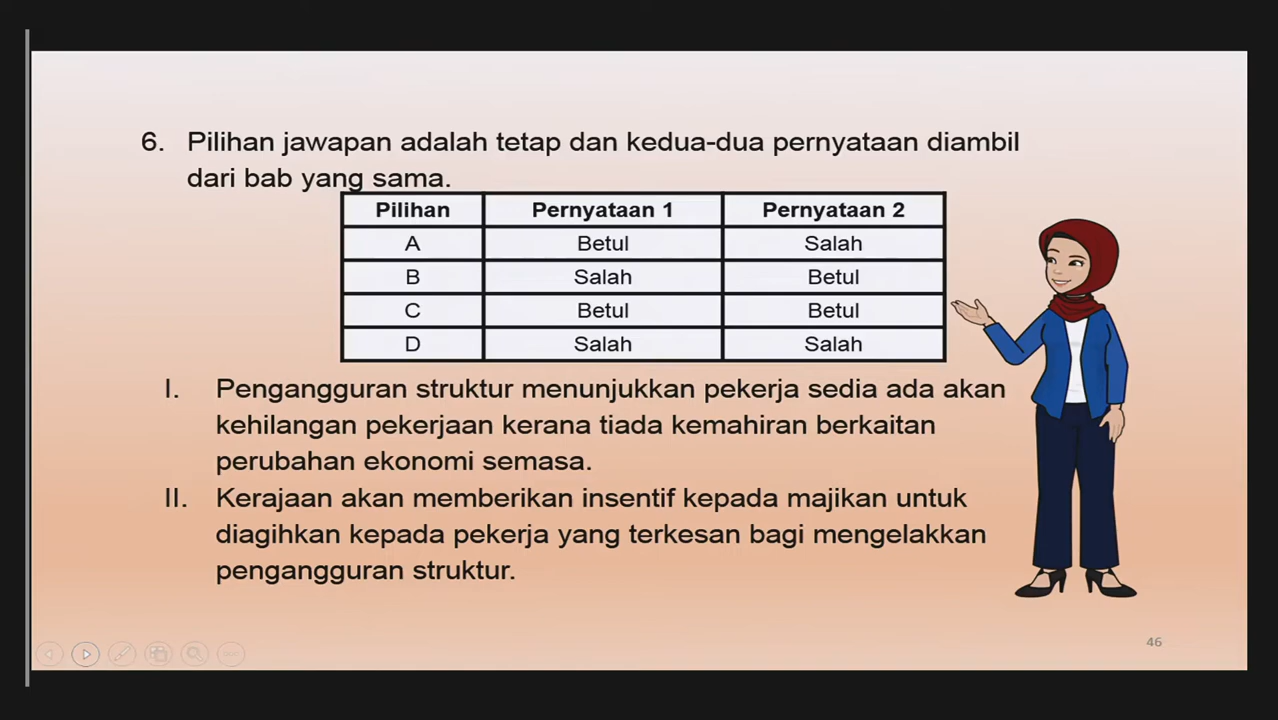 6. Pilihan jawapan adalah tetap dan kedua-dua pernyataan diambil
dari bab yang sama.
Pilihan Pernyataan 1 Pernyataan 2
A Betul Salah
B Salah Betul
C Betul Betul
D Salah Salah
I. Pengangguran struktur menunjukkan pekerja sedia ada akan
kehilangan pekerjaan kerana tiada kemahiran berkaitan
perubahan ekonomi semasa.
II. Kerajaan akan memberikan insentif kepada majikan untuk
diagihkan kepada pekerja yang terkesan bagi mengelakkan
pengangguran struktur.
46